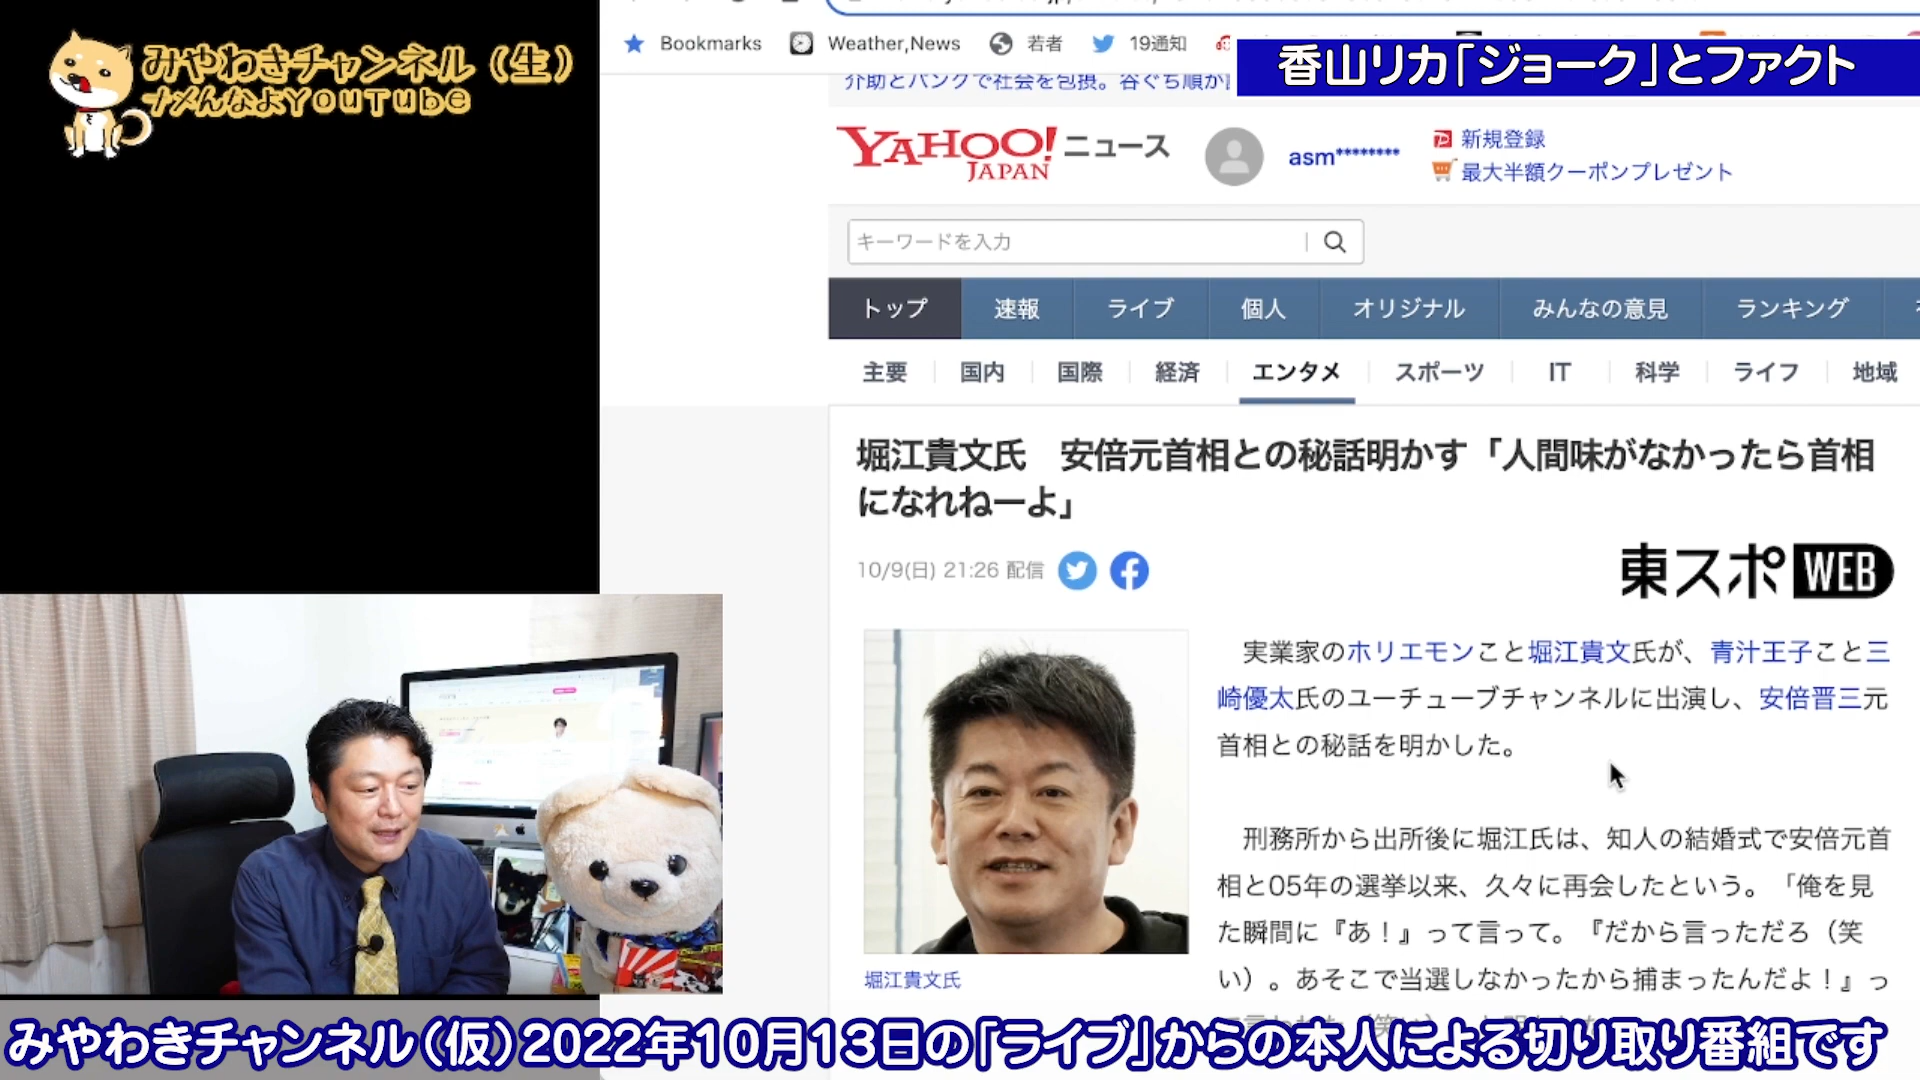 みやわきチャンネル（生）
ナメんなよYouTube
Bookmarks
Weather,News
若者
19通知
香山リカ「ジョーク」とファクト
介助とパンクで社会を包摂。谷ぐち順が
YAHOO!
JAPAN
ニュース
asm********
新規登録
最大半額クーポンプレゼント
キーワードを入力
トップ
速報
ライブ
個人
オリジナル
みんなの意見
ランキング
主要
国内
国際
経済
エンタメ
スポーツ
IT
科学
ライフ
地域
堀江貴文氏　安倍元首相との秘話明かす「人間味がなかったら首相
になれねーよ」
10/9(日) 21:26 配信
東スポWEB
実業家のホリエモンこと堀江貴文氏が、青汁王子こと三
崎優太氏のユーチューブチャンネルに出演し、安倍晋三元
首相との秘話を明かした。
刑務所から出所後に堀江氏は、知人の結婚式で安倍元首
相と05年の選挙以来、久々に再会したという。「俺を見
た瞬間に『あ！』って言って。『だから言っただろ（笑
い）。あそこで当選しなかったから捕まったんだよ！』っ
堀江貴文氏
みやわきチャンネル（仮）2022年10月13日の「ライブ」からの本人による切り取り番組です